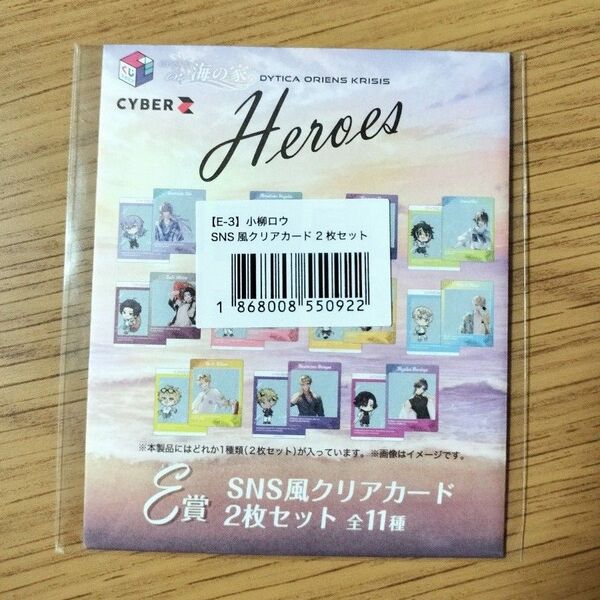 くじ
海の家
DYTICA ORIENS KRISIS
CYBER Z
Heroes
【E-3】小柳ロウ
SNS風クリアカード2枚セット
1 868008 550922
※本製品にはどれか1種類(2枚セット)が入っています。※画像はイメージです。
E賞
SNS風クリアカード
2枚セット 全11種